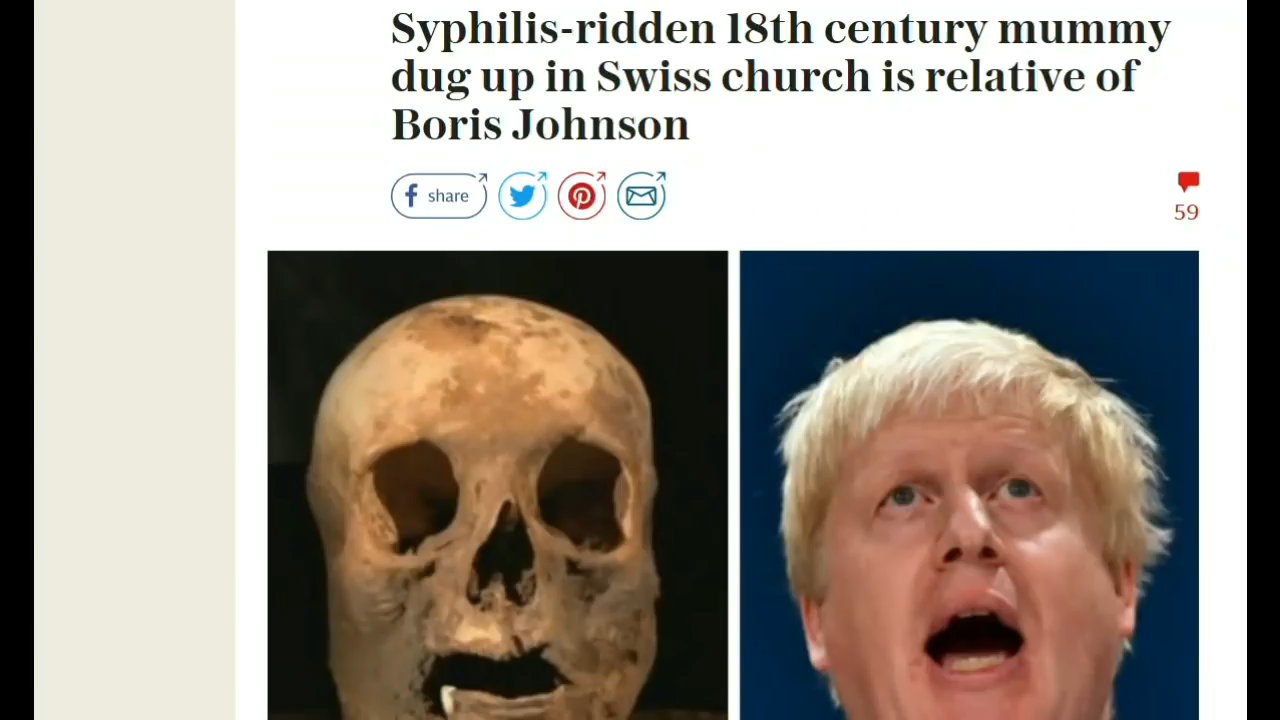 Syphilis-ridden 18th century mummy
dug up in Swiss church is relative of
Boris Johnson
f share
59